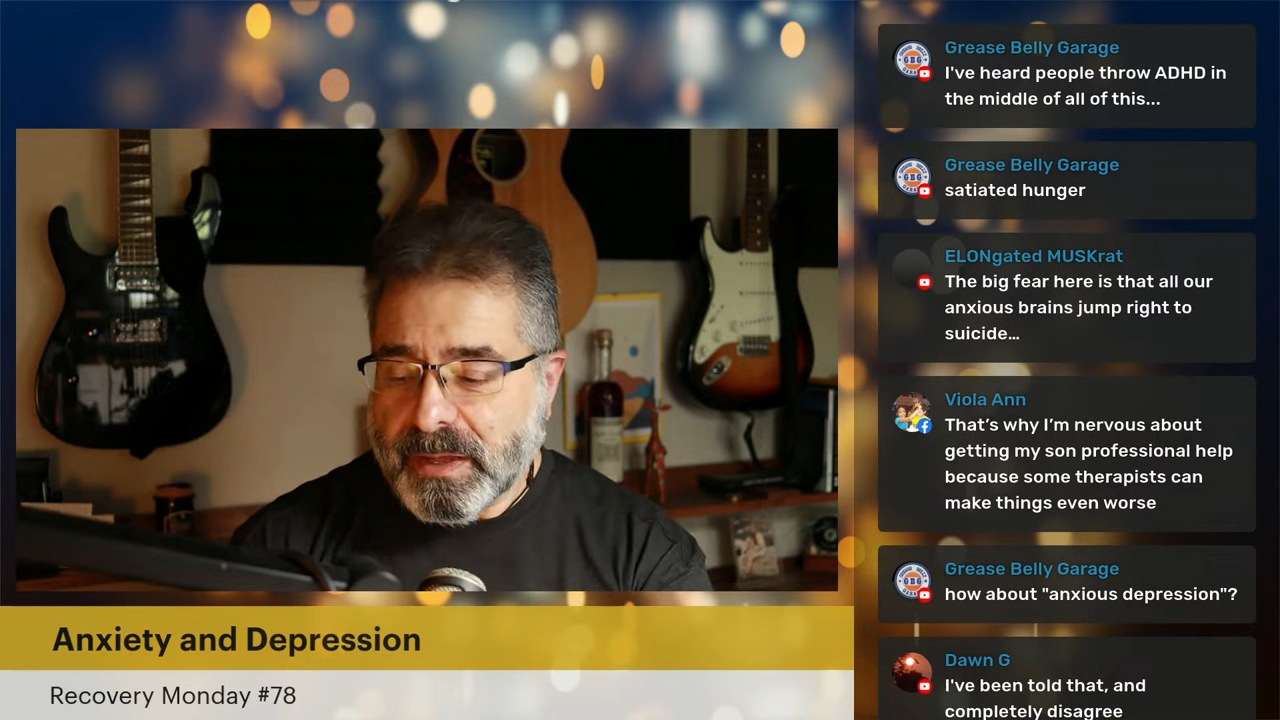 Grease Belly Garage
I've heard people throw ADHD in
the middle of all of this...
Grease Belly Garage
satiated hunger
ELONgated MUSKrat
The big fear here is that all our
anxious brains jump right to
suicide…
Viola Ann
That’s why I’m nervous about
getting my son professional help
because some therapists can
make things even worse
Grease Belly Garage
how about "anxious depression"?
Dawn G
I've been told that, and
completely disagree
Anxiety and Depression
Recovery Monday #78
GBG
GBG
GBG